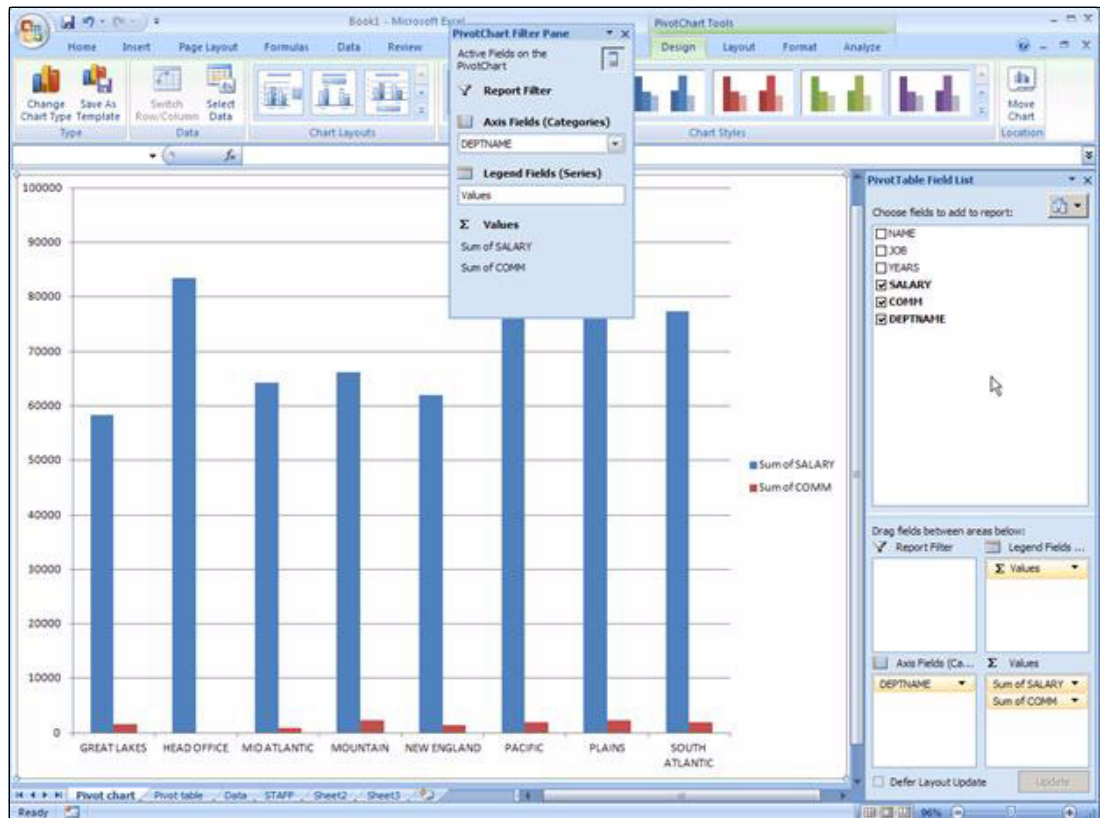 Book1 - Microsoft Excel
PivotChart Tools
Home Insert Page Layout Formulas Data Review
Design Layout Format Analyze
Change Chart Type
Save As Template
Type
Switch Row/Column
Select Data
Data
Chart Layouts
Chart Styles
Move Chart
Location
PivotChart Filter Pane
Active Fields on the
PivotChart
Report Filter
Axis Fields (Categories)
DEPTNAME
Legend Fields (Series)
Values
Σ Values
Sum of SALARY
Sum of COMM
fx
100000
90000
80000
70000
60000
50000
40000
30000
20000
10000
0
GREAT LAKES HEAD OFFICE MID ATLANTIC MOUNTAIN NEW ENGLAND PACIFIC PLAINS SOUTH
ATLANTIC
Sum of SALARY
Sum of COMM
PivotTable Field List
Choose fields to add to report:
NAME
JOB
YEARS
SALARY
COMM
DEPTNAME
Drag fields between areas below:
Report Filter
Legend Fields ...
Σ Values
Axis Fields (Ca...
Σ Values
DEPTNAME
Sum of SALARY
Sum of COMM
Defer Layout Update
Update
Pivot chart Pivot table Data STAFF Sheet2 Sheet3
Ready
96%